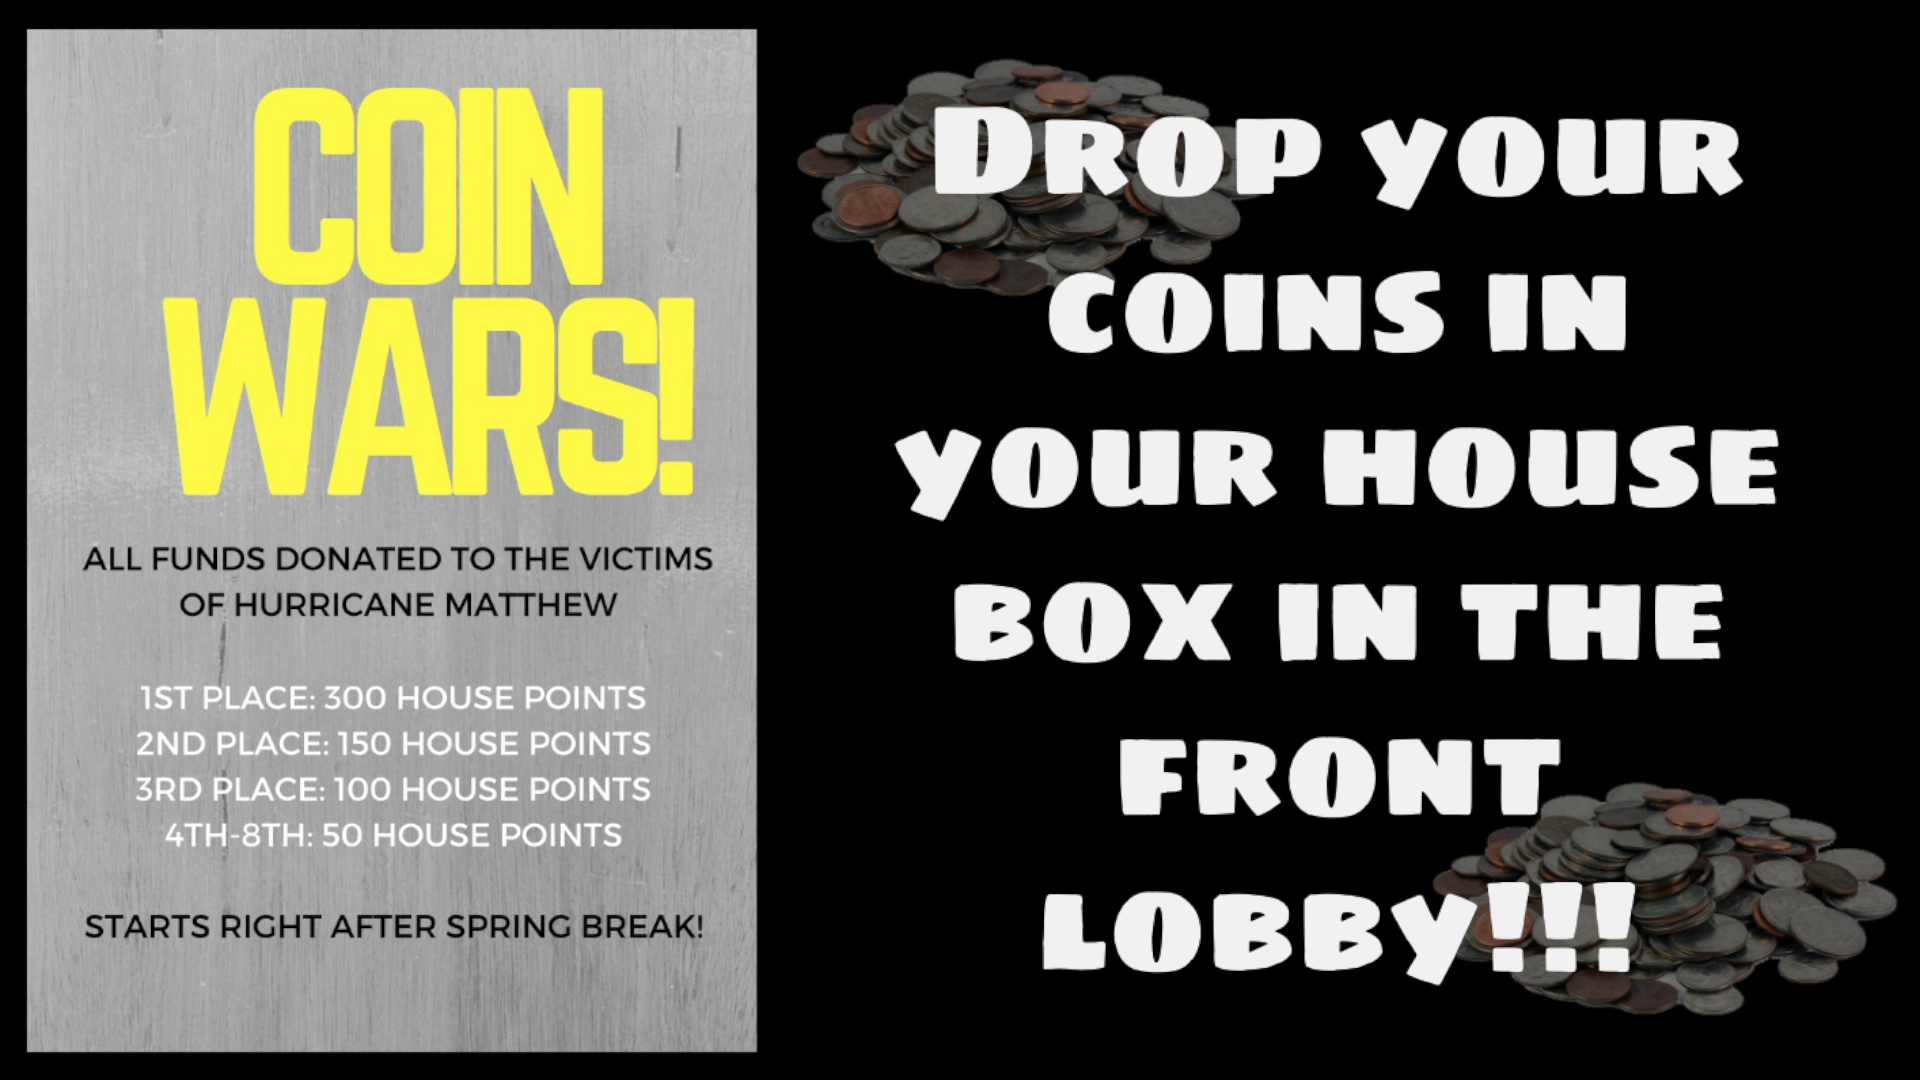 COIN
WARS!
ALL FUNDS DONATED TO THE VICTIMS
OF HURRICANE MATTHEW
1ST PLACE: 300 HOUSE POINTS
2ND PLACE: 150 HOUSE POINTS
3RD PLACE: 100 HOUSE POINTS
4TH-8TH: 50 HOUSE POINTS
STARTS RIGHT AFTER SPRING BREAK!
Drop your
coins in
your house
box in the
front
lobby!!!